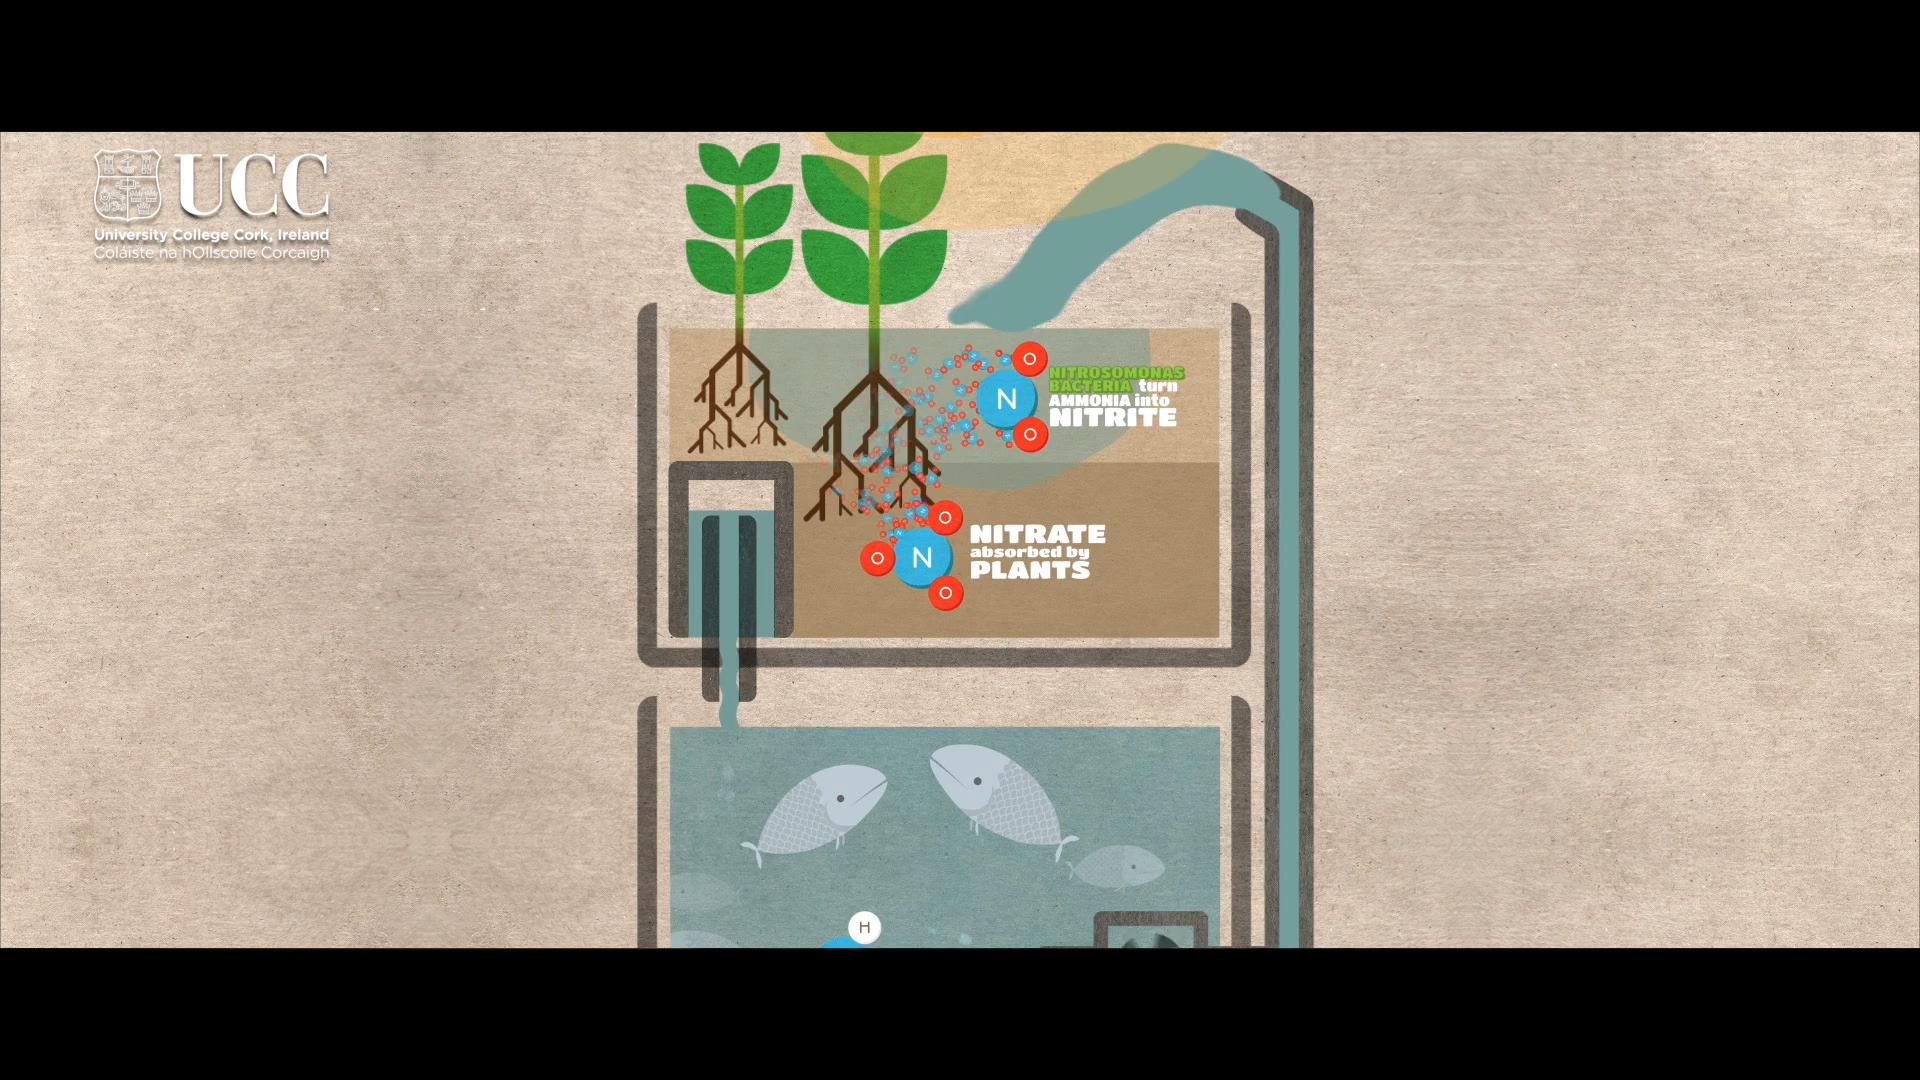 UCC
University College Cork, Ireland
Coláiste na hOllscoile Corcaigh
O
N
O
NITROSOMONAS
BACTERIA turn
AMMONIA into
NITRITE
O
O
N
O
NITRATE
absorbed by
PLANTS
H